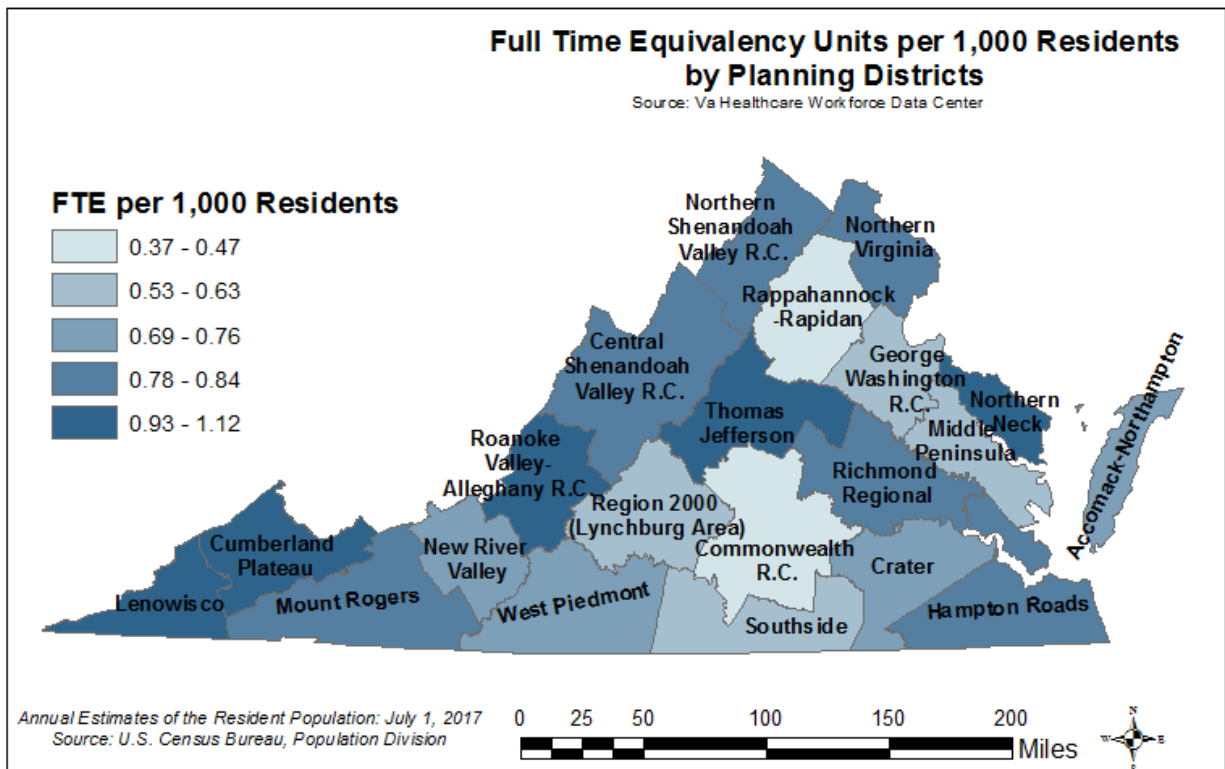 Full Time Equivalency Units per 1,000 Residents
by Planning Districts
Source: Va Healthcare Workforce Data Center
FTE per 1,000 Residents
0.37 - 0.47
0.53 - 0.63
0.69 - 0.76
0.78 - 0.84
0.93 - 1.12
Northern
Shenandoah
Valley R.C.
Northern
Virginia
Rappahannock
-Rapidan
Central
Shenandoah
Valley R.C.
George
Washington
R.C.
Northern
Neck
Accomack-Northampton
Thomas
Jefferson
Middle
Peninsula
Roanoke
Valley-
Alleghany R.C.
Richmond
Regional
Region 2000
(Lynchburg Area)
Cumberland
Plateau
New River
Valley
Commonwealth
R.C.
Crater
Lenowisco
Mount Rogers
West Piedmont
Southside
Hampton Roads
Annual Estimates of the Resident Population: July 1, 2017
Source: U.S. Census Bureau, Population Division
0 25 50 100 150 200
Miles
N
W E
S